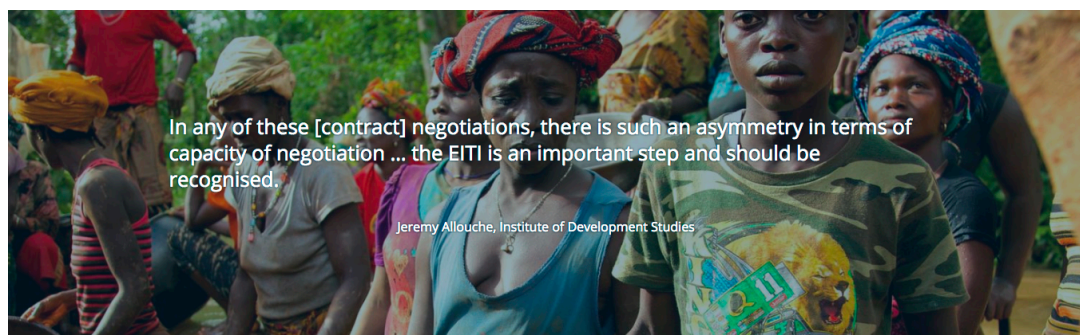 In any of these [contract] negotiations, there is such an asymmetry in terms of
capacity of negotiation ... the EITI is an important step and should be
recognised.
Jeremy Allouche, Institute of Development Studies
11